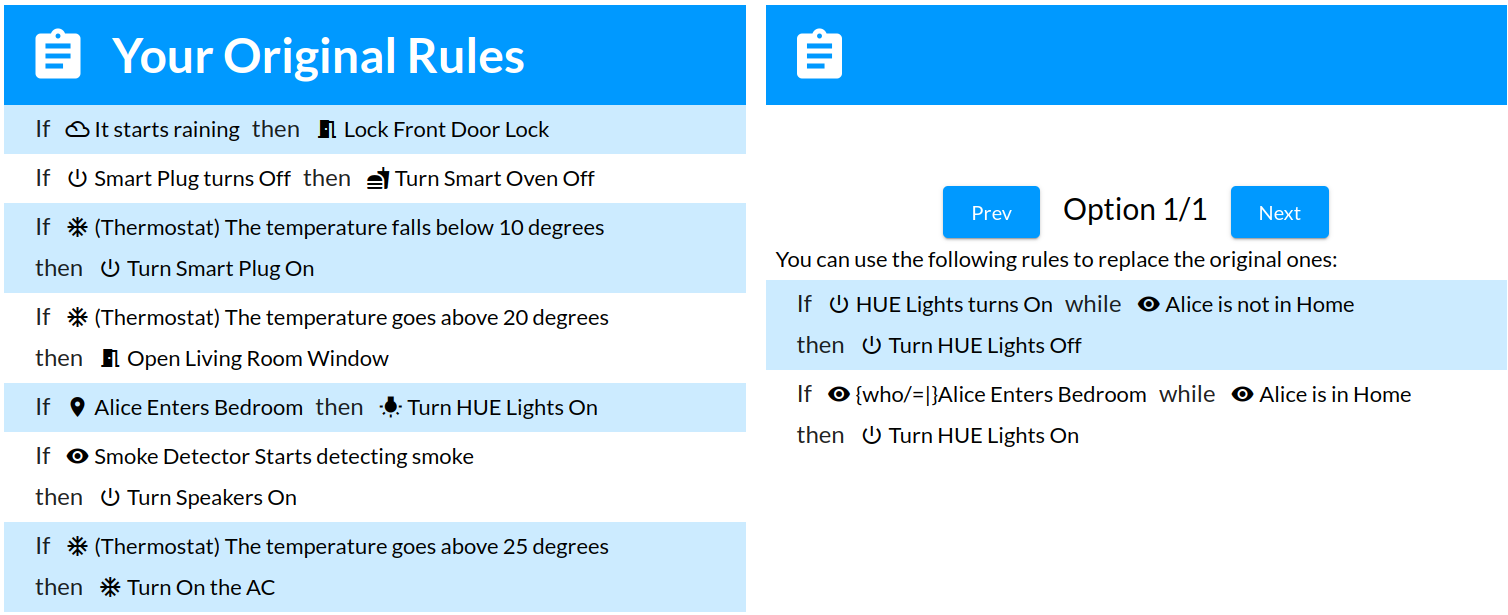 Your Original Rules
If It starts raining then Lock Front Door Lock
If Smart Plug turns Off then Turn Smart Oven Off
If (Thermostat) The temperature falls below 10 degrees
then Turn Smart Plug On
If (Thermostat) The temperature goes above 20 degrees
then Open Living Room Window
If Alice Enters Bedroom then Turn HUE Lights On
If Smoke Detector Starts detecting smoke
then Turn Speakers On
If (Thermostat) The temperature goes above 25 degrees
then Turn On the AC
Prev Option 1/1 Next
You can use the following rules to replace the original ones:
If HUE Lights turns On while Alice is not in Home
then Turn HUE Lights Off
If {who/=|}Alice Enters Bedroom while Alice is in Home
then Turn HUE Lights On